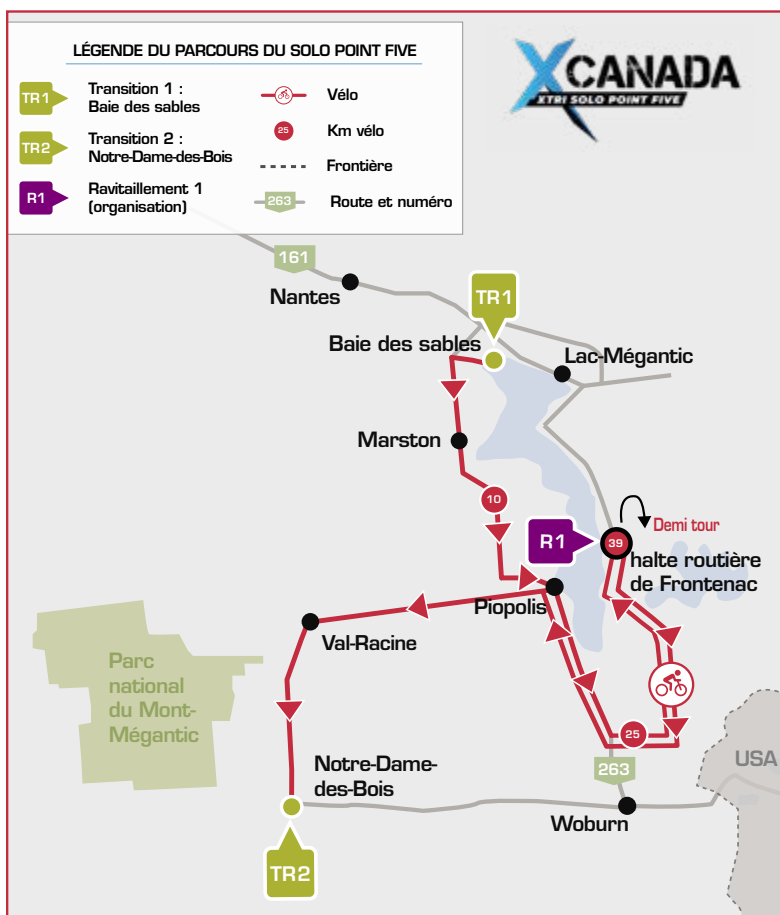 LÉGENDE DU PARCOURS DU SOLO POINT FIVE
TR1
Transition 1 :
Baie des sables
TR2
Transition 2 :
Notre-Dame-des-Bois
R1
Ravitaillement 1
(organisation)
Vélo
25
Km vélo
Frontière
263
Route et numéro
XCANADA
XTRI SOLO POINT FIVE
161
Nantes
TR1
Baie des sables
Lac-Mégantic
Marston
10
R1
39
Demi tour
halte routière
de Frontenac
Piopolis
Val-Racine
Parc
national
du Mont-
Mégantic
25
263
USA
Notre-Dame-
des-Bois
Woburn
TR2